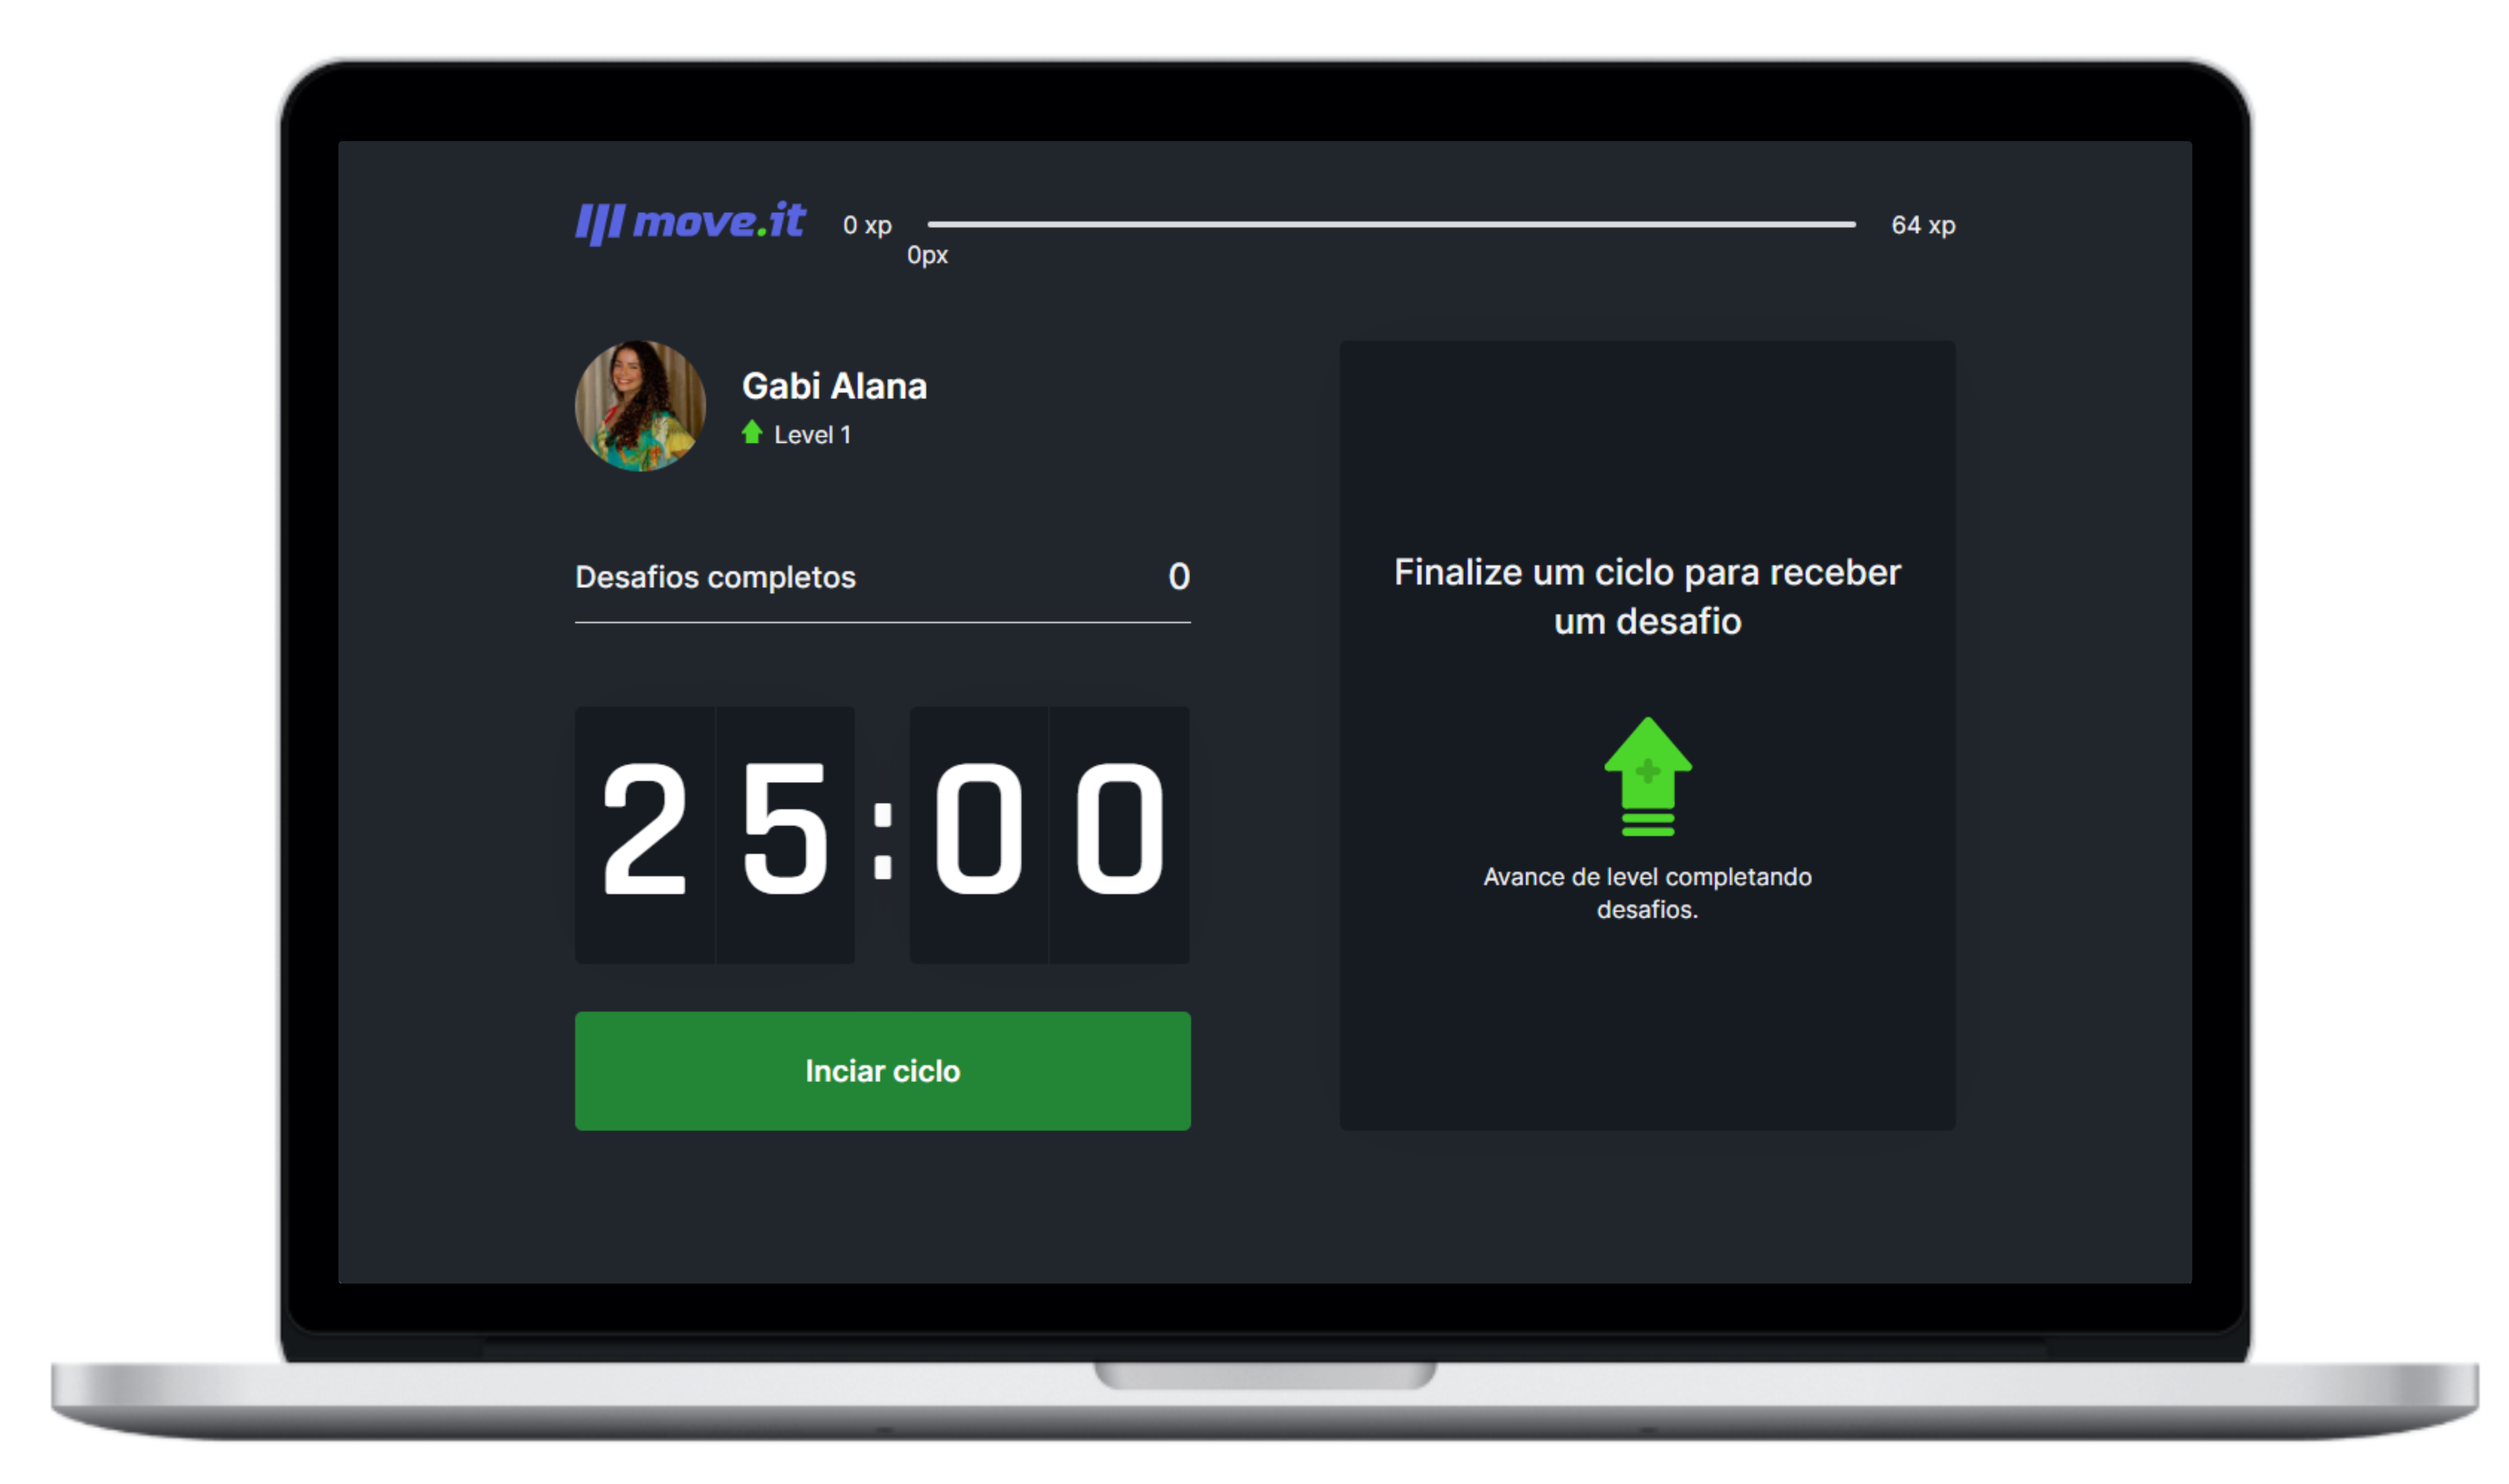 move.it
0 xp
64 xp
0px
Gabi Alana
Level 1
Desafios completos
0
25:00
Inciar ciclo
Finalize um ciclo para receber
um desafio
Avance de level completando
desafios.